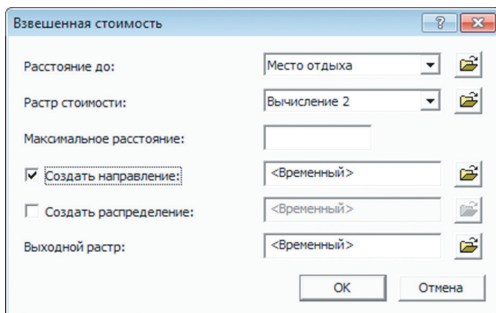 Взвешенная стоимость
Расстояние до: Место отдыха
Растр стоимости: Вычисление 2
Максимальное расстояние:
Создать направление: <Временный>
Создать распределение: <Временный>
Выходной растр: <Временный>
OK Отмена